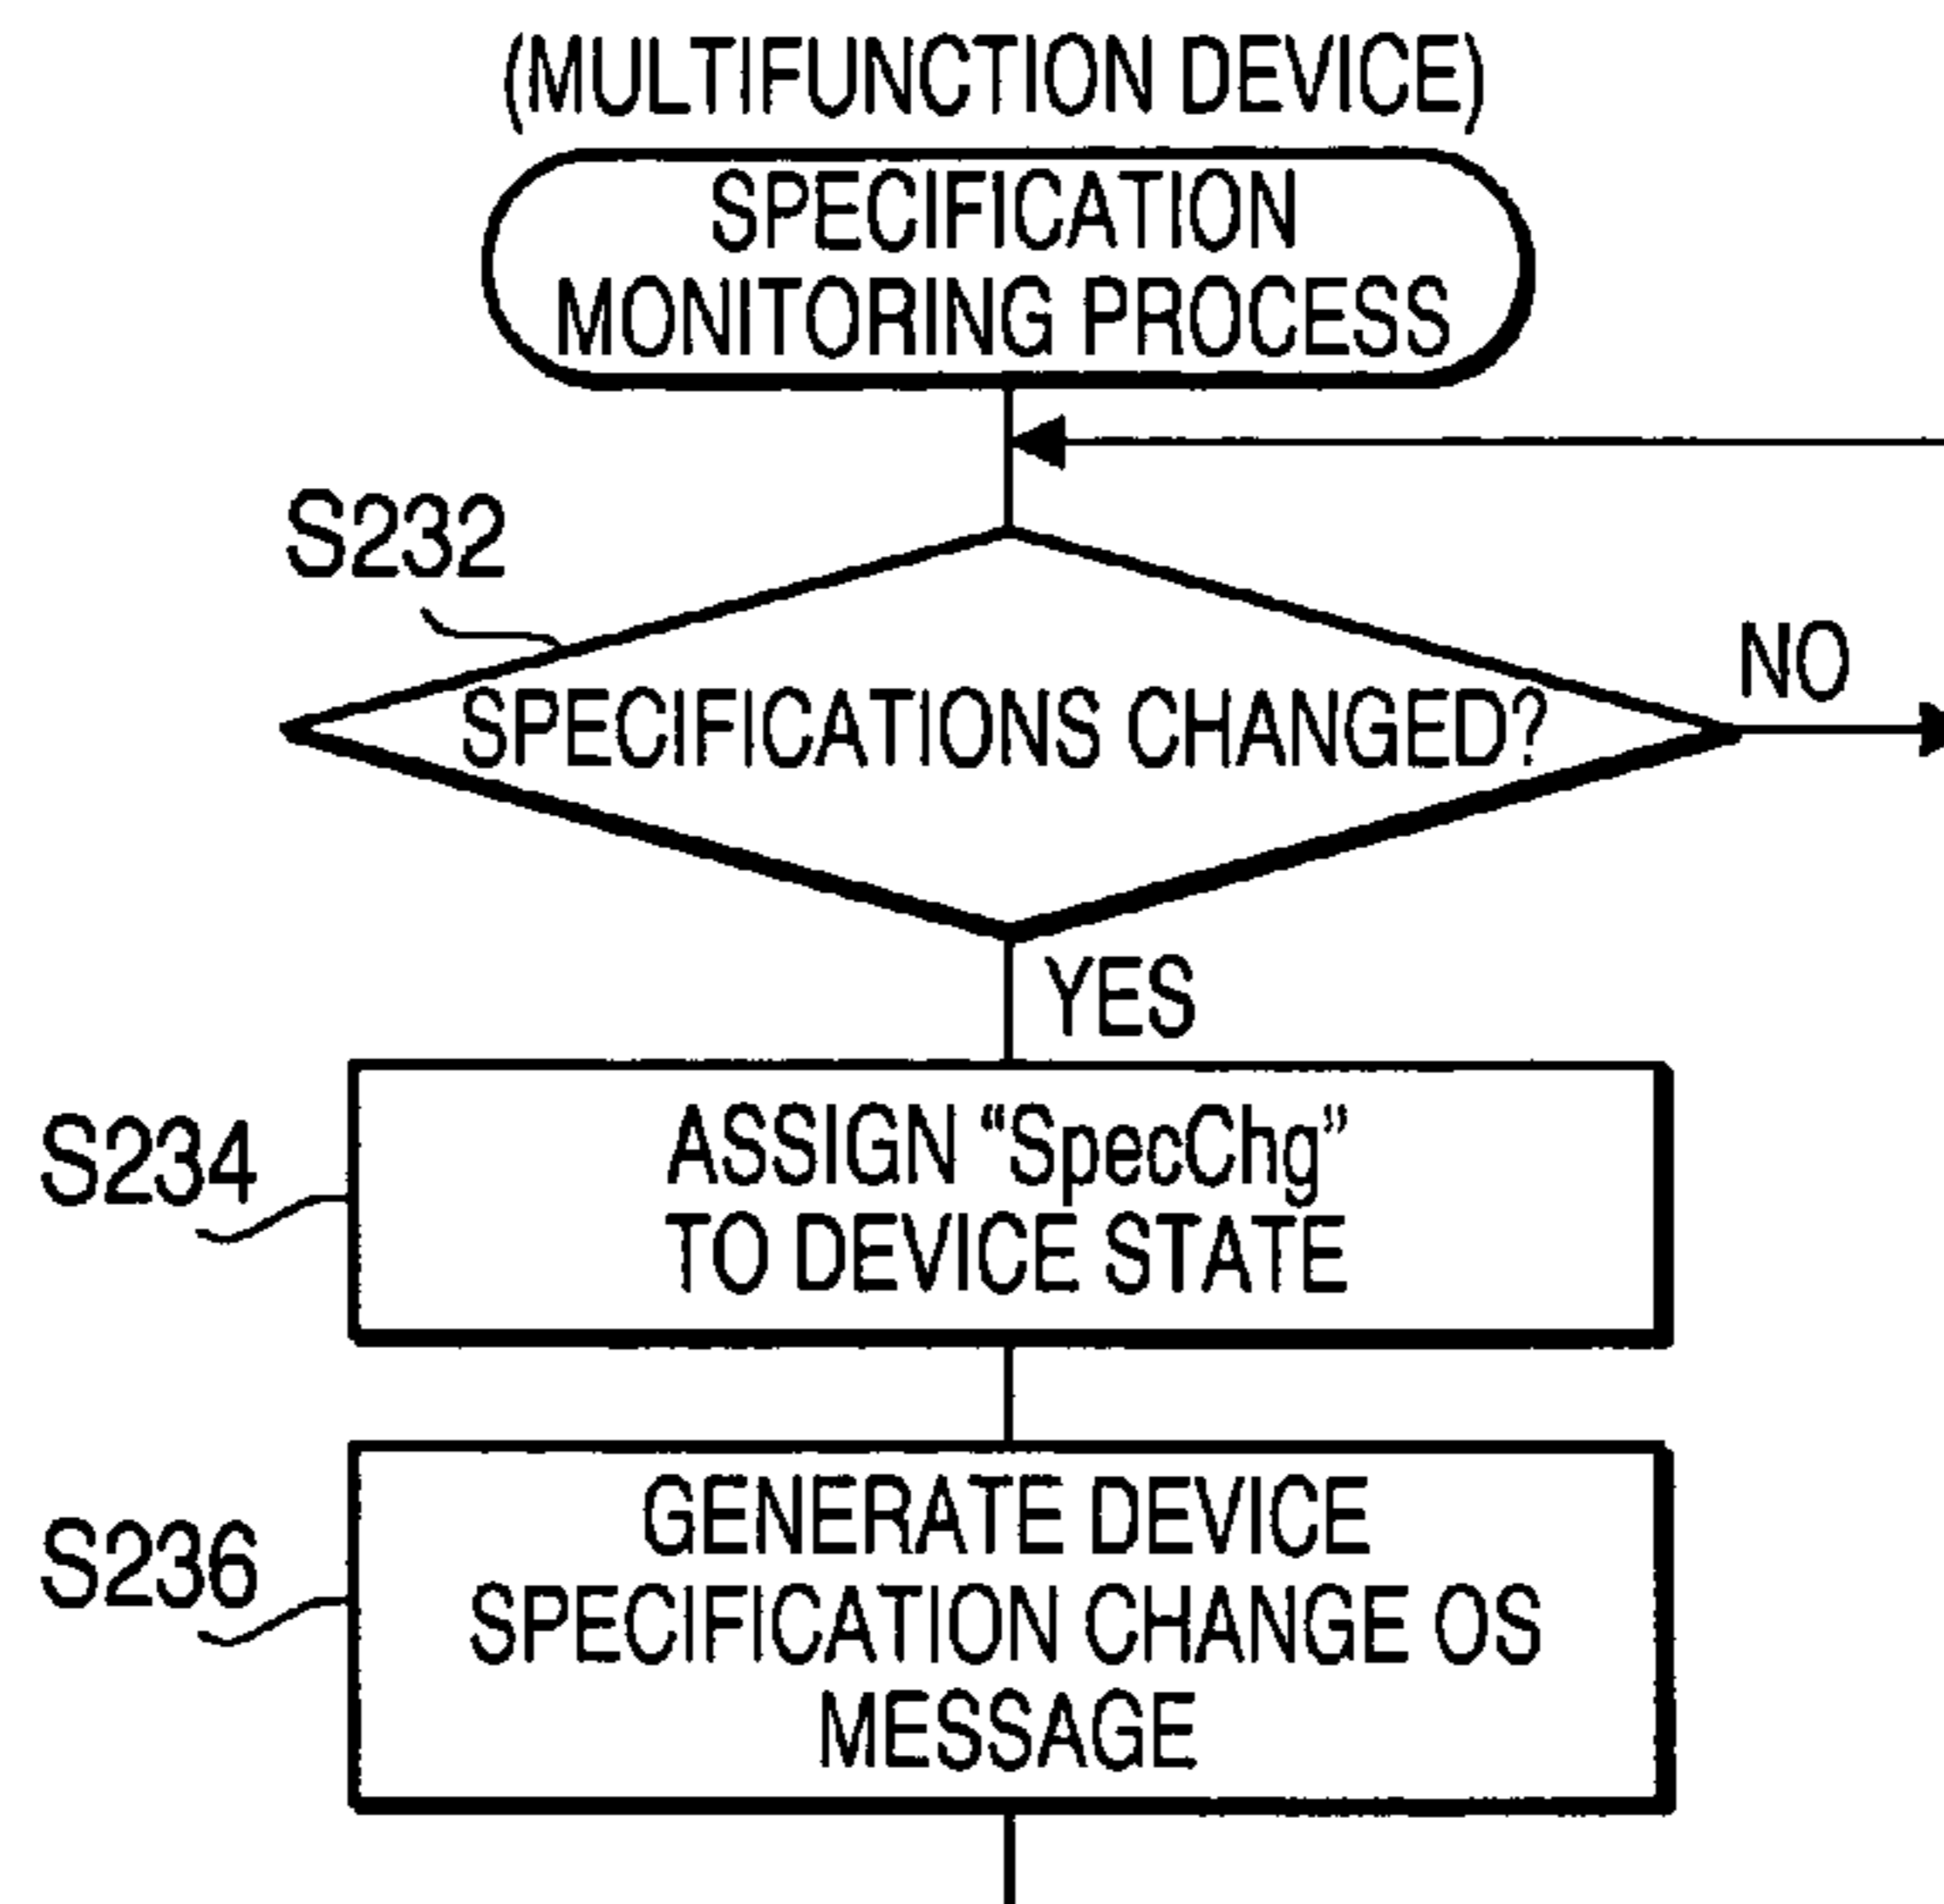 (MULTIFUNCTION DEVICE)
SPECIFICATION
MONITORING PROCESS
S232
SPECIFICATIONS CHANGED?
NO
YES
S234
ASSIGN “SpecChg”
TO DEVICE STATE
S236
GENERATE DEVICE
SPECIFICATION CHANGE OS
MESSAGE